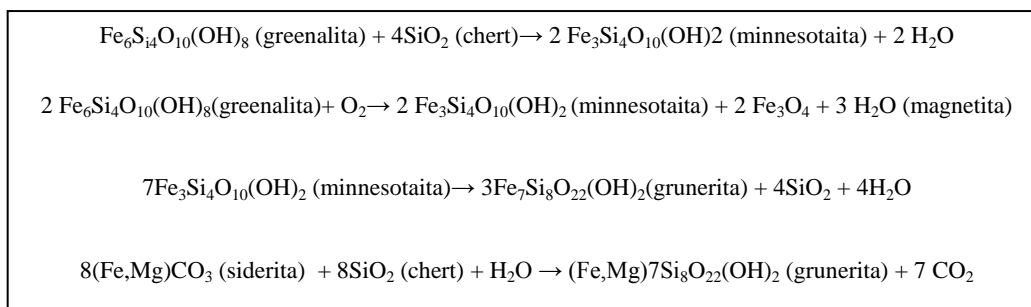 Fe₆Si₄O₁₀(OH)₈ (greenalita) + 4SiO₂ (chert)→ 2 Fe₃Si₄O₁₀(OH)2 (minnesotaita) + 2 H₂O
2 Fe₆Si₄O₁₀(OH)₈(greenalita)+ O₂→ 2 Fe₃Si₄O₁₀(OH)₂ (minnesotaita) + 2 Fe₃O₄ + 3 H₂O (magnetita)
7Fe₃Si₄O₁₀(OH)₂ (minnesotaita)→ 3Fe₇Si₈O₂₂(OH)₂(grunerita) + 4SiO₂ + 4H₂O
8(Fe,Mg)CO₃ (siderita) + 8SiO₂ (chert) + H₂O → (Fe,Mg)7Si₈O₂₂(OH)₂ (grunerita) + 7 CO₂